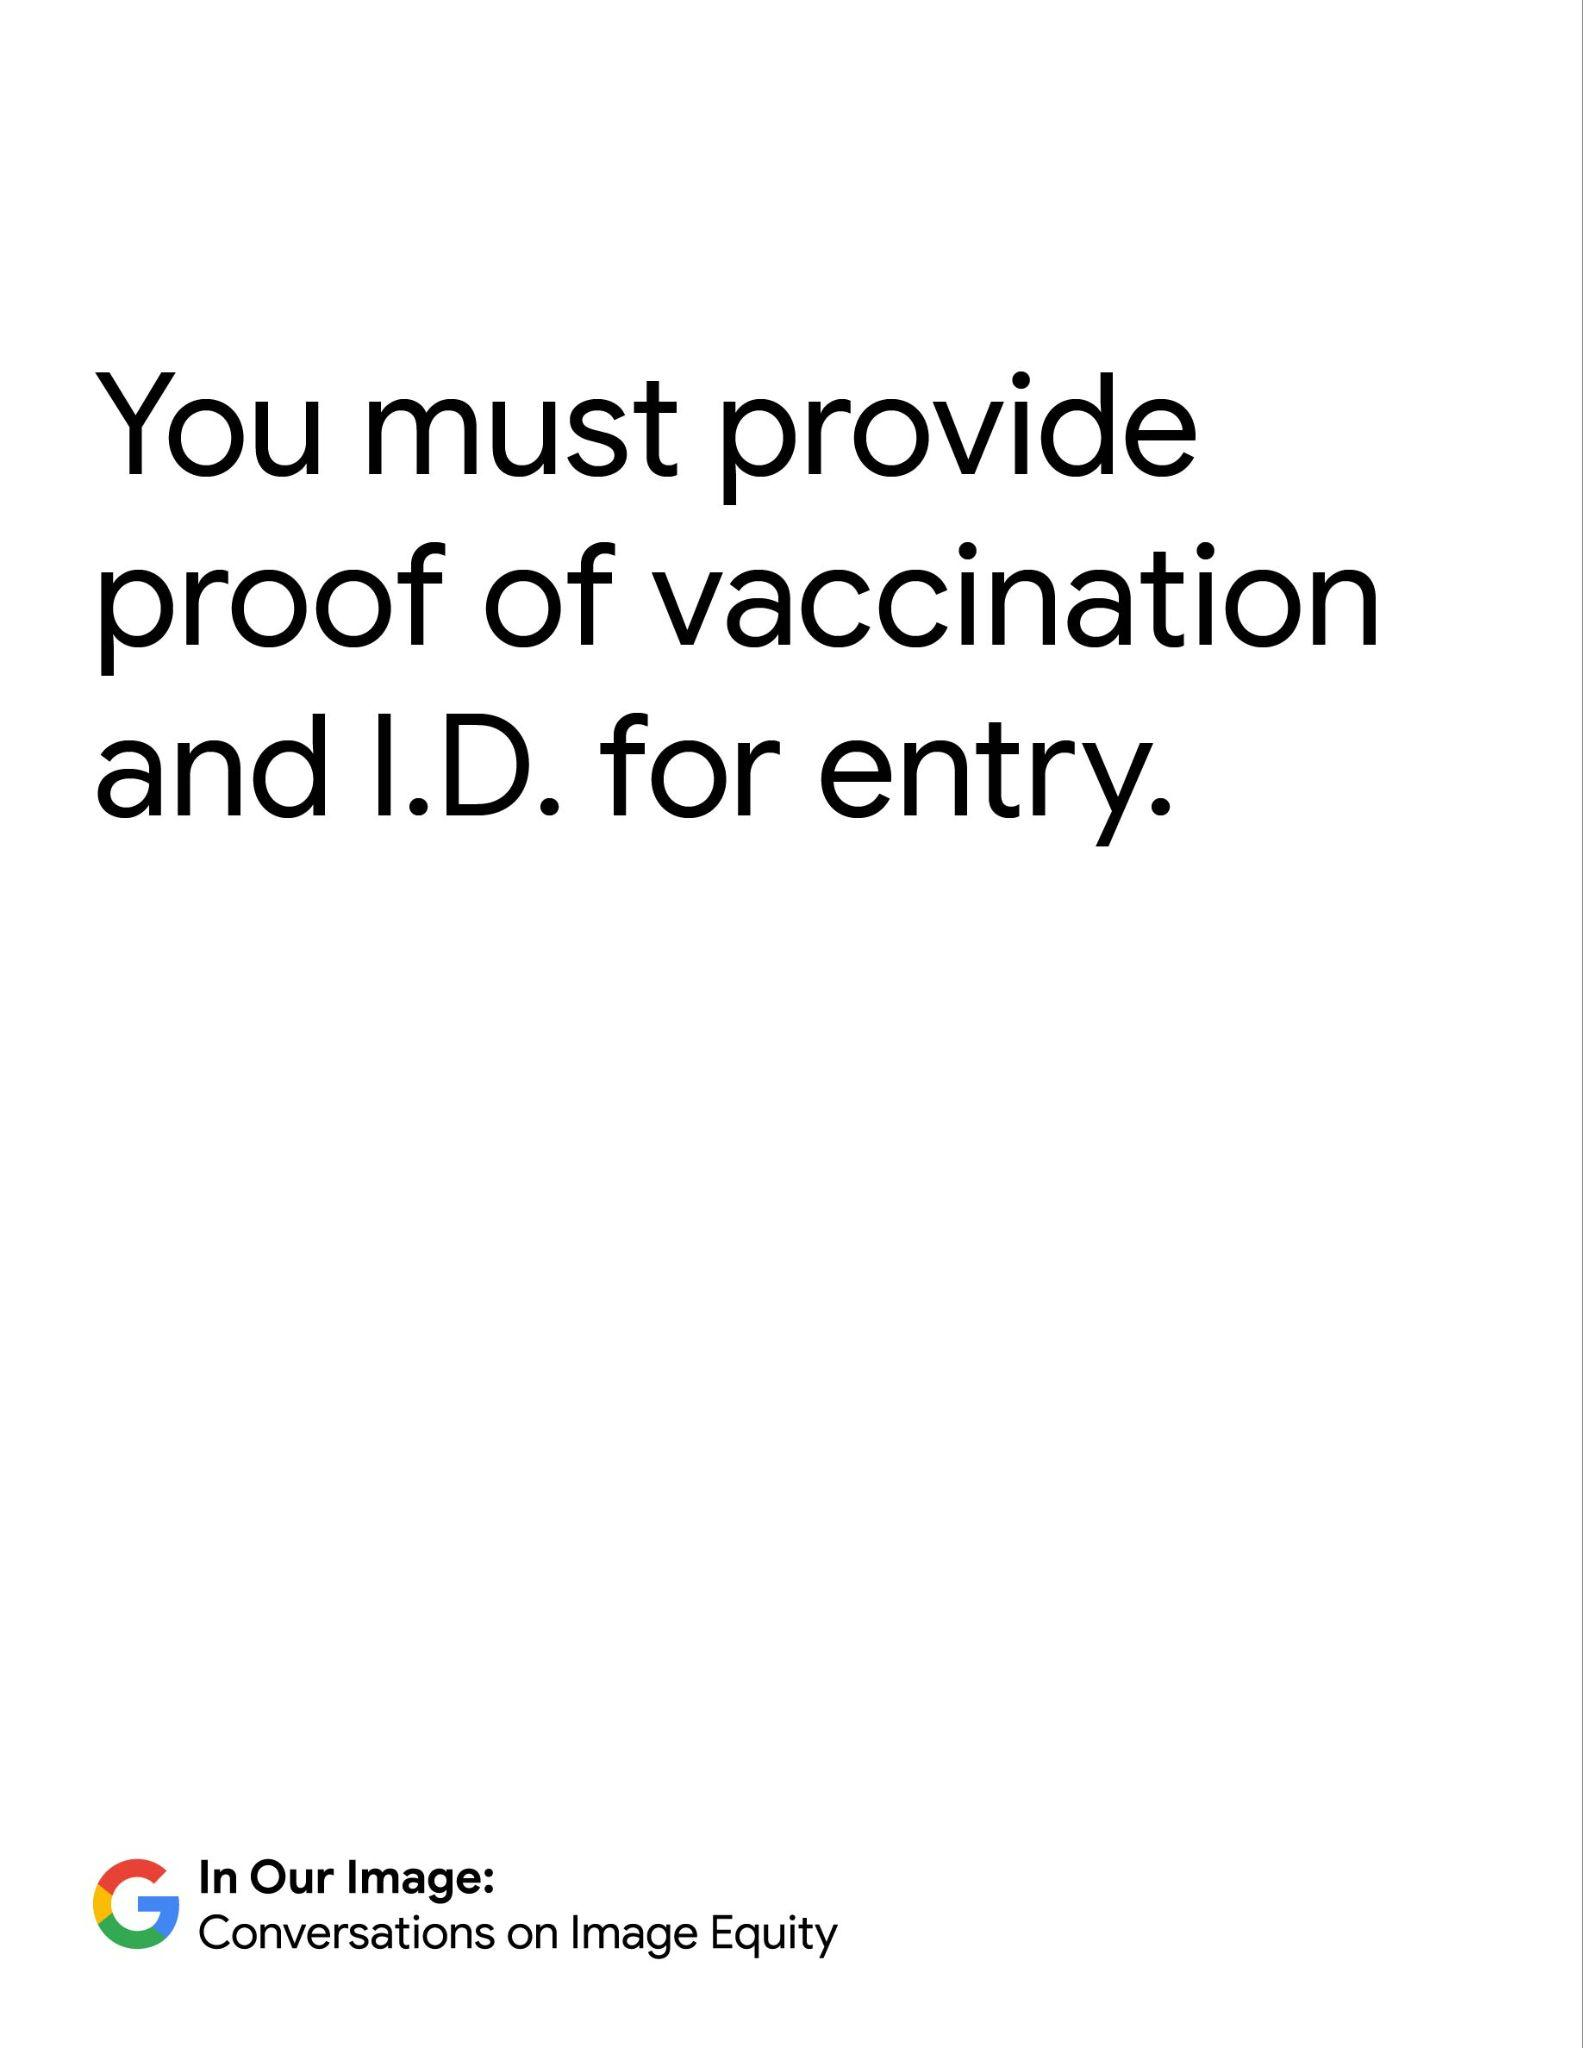 You must provide
proof of vaccination
and I.D. for entry.
In Our Image:
Conversations on Image Equity